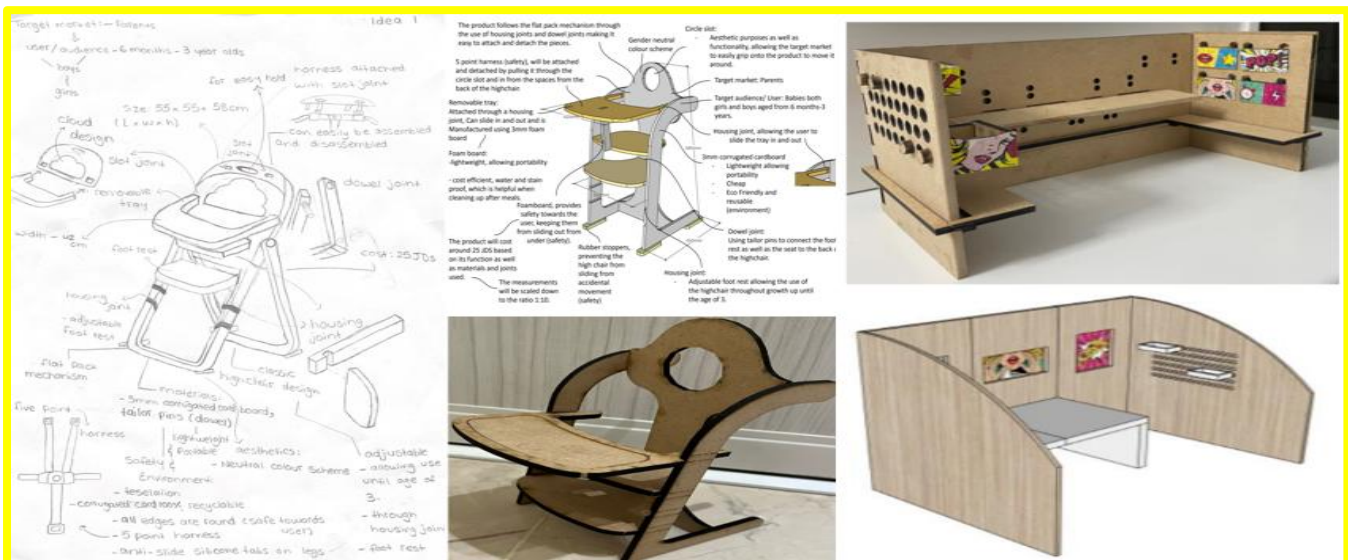 Target market:- Parents
Idea 1
user/audience - 6 months - 3 year olds
boys
girls
for easy hold
harness attached
with slot joint
size: 55 x 55 x 58cm
(L x w x h)
can easily be assembled
and disassembled
cloud
design
slot joint
slot
joint
removable
tray
dowel joint
width - 42
cm
foot rest
cost: 25 JDs
housing
joint
- adjustable
foot rest
housing
joint
flat pack
mechanism
classic
highchair design
materials:
- 3mm corrugated card board,
tailor pins (dowel)
five point
harness
lightweight
portable
aesthetics:
- Neutral colour scheme
Safety &
Environment:
- teselation
- corrugated cardboard recyclable
- all edges are round (safe towards
user)
- 5 point harness
- anti-slide silicone tabs on legs
adjustable
- allowing use
until age of
3.
- through
housing joint
- foot rest
The product follows the flat pack mechanism through
the use of housing joints and dowel joints making it
easy to attach and detach the pieces.
Gender neutral
colour scheme
Circle slot:
- Aesthetic purposes as well as
functionality, allowing the target market
to easily grip onto the product to move it
around.
5 point harness (safety), will be attached
and detached by pulling it through the
circle slot and in from the spaces from the
back of the highchair
Target market: Parents
Target audience/ User: Babies both
girls and boys aged from 6 months-3
years.
Removable tray:
Attached through a housing
joint, Can slide in and out and is
Manufactured using 3mm foam
board
Housing joint, allowing the user to
slide the tray in and out
Foam board:
-lightweight, allowing portability
- cost efficient, water and stain
proof, which is helpful when
cleaning up after meals.
3mm corrugated cardboard
- Lightweight allowing
portability
- Cheap
- Eco Friendly and
reusable
(environment)
Foamboard, provides
safety towards the
user, keeping them
from sliding out from
under (safety).
Dowel joint:
Using tailor pins to connect the foot
rest as well as the seat to the back
the highchair.
The product will cost
around 25 JDS based
on its function as well
as materials and joints
used.
Rubber stoppers,
preventing the
high chair from
sliding from
accidental
movement
(safety)
The measurements
will be scaled down
to the ratio 1:10.
Housing joint:
- Adjustable foot rest allowing the use of
the highchair throughout growth up until
the age of 3.
POP!